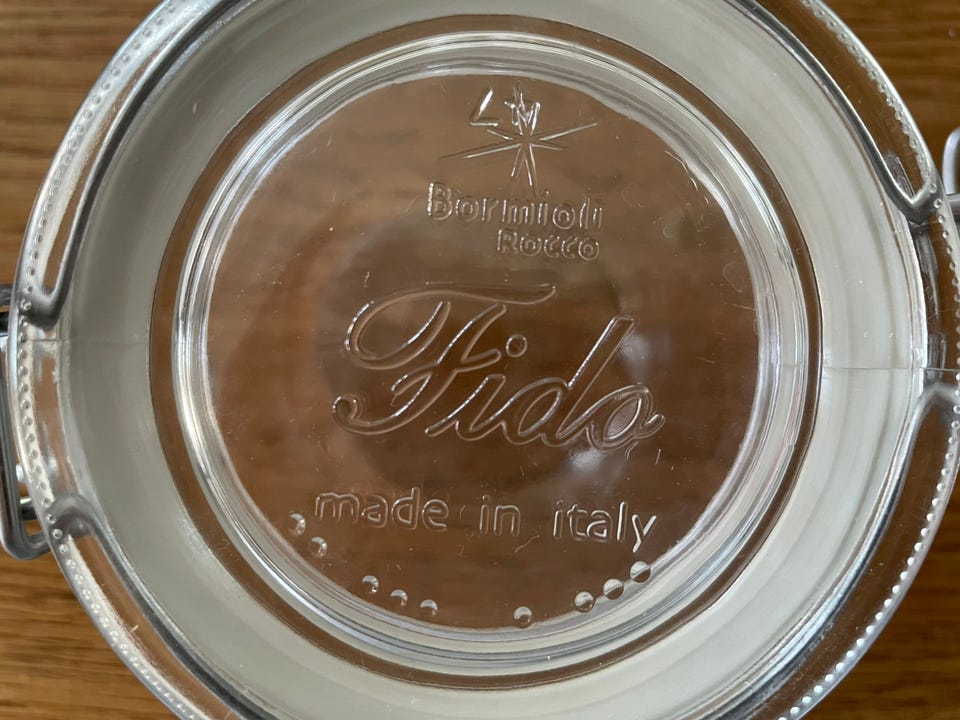 Bormioli
Rocco
Fido
made in italy